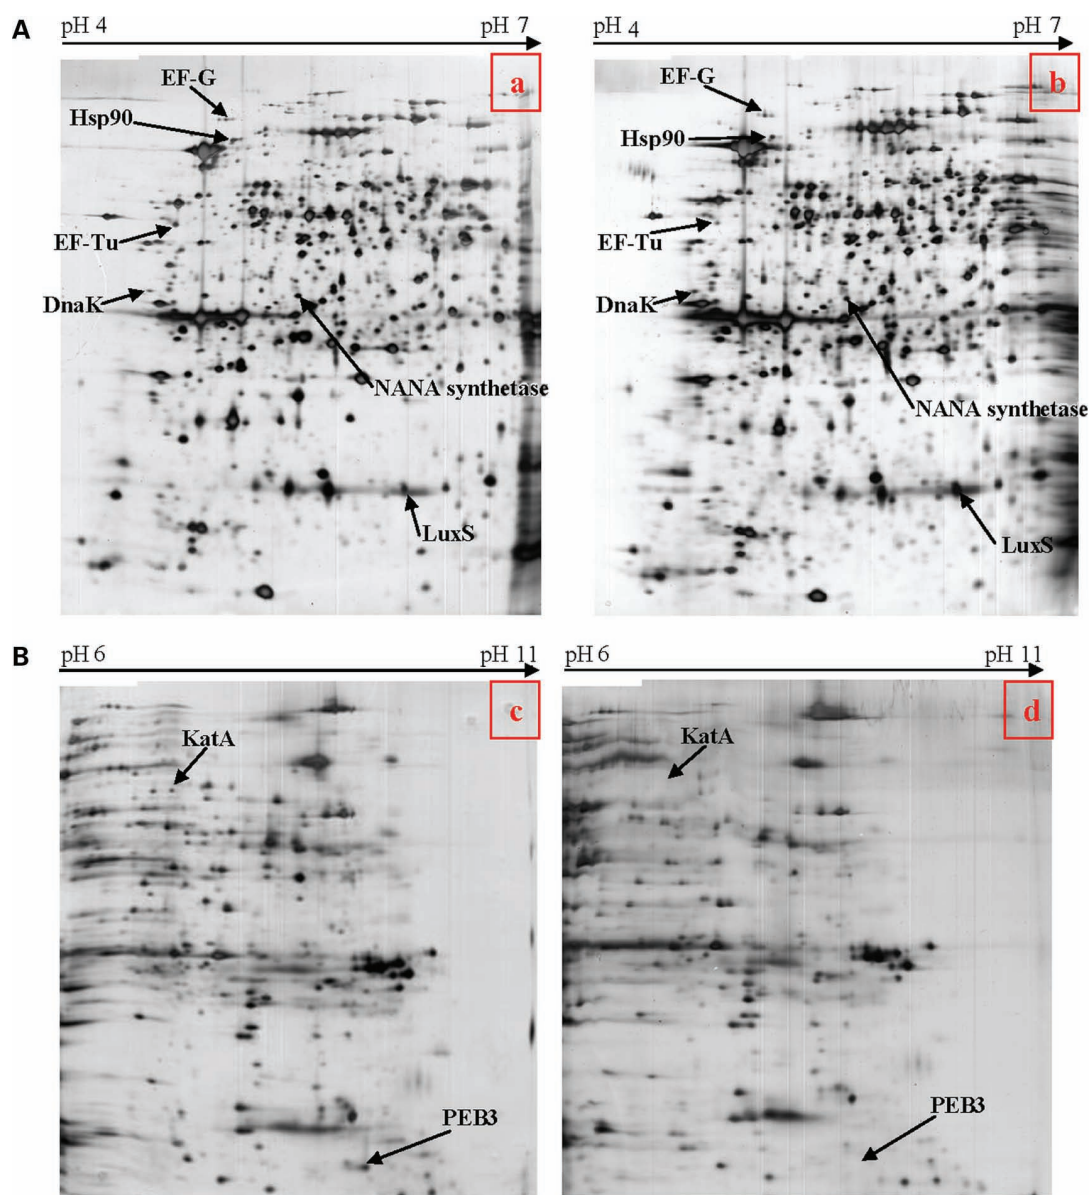 A
pH 4
pH 7
pH 4
pH 7
a
b
EF-G
EF-G
Hsp90
Hsp90
EF-Tu
EF-Tu
DnaK
DnaK
NANA synthetase
NANA synthetase
LuxS
LuxS
B
pH 6
pH 11
pH 6
pH 11
c
d
KatA
KatA
PEB3
PEB3